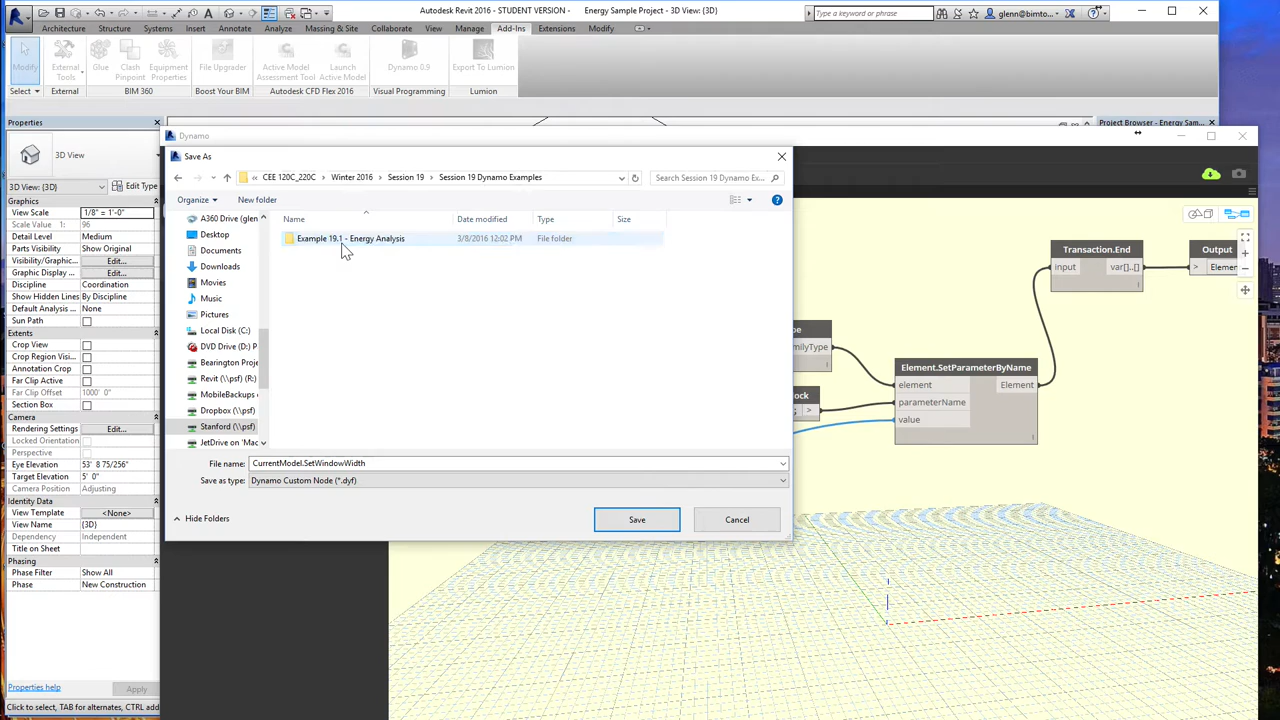 Autodesk Revit 2016 - STUDENT VERSION - Energy Sample Project - 3D View: {3D}
Type a keyword or phrase
glenn@bimto...
Architecture Structure Systems Insert Annotate Analyze Massing & Site Collaborate View Manage Add-Ins Extensions Modify
Modify
External Tools
Glue
Clash Pinpoint
Equipment Properties
File Upgrader
Active Model Assessment Tool
Launch Active Model
Dynamo 0.9
Export To Lumion
Select External BIM 360 Boost Your BIM Autodesk CFD Flex 2016 Visual Programming Lumion
Properties
Project Browser - Energy Sam...
Dynamo
3D View
3D View: {3D}
Edit Type
Graphics
View Scale 1/8" = 1'-0"
Scale Value 1: 96
Detail Level Medium
Parts Visibility Show Original
Visibility/Graphic... Edit...
Graphic Display ... Edit...
Discipline Coordination
Show Hidden Lines By Discipline
Default Analysis ... None
Sun Path
Extents
Crop View
Crop Region Visi...
Annotation Crop
Far Clip Active
Far Clip Offset 1000' 0"
Section Box
Camera
Rendering Settings Edit...
Locked Orientation
Perspective
Eye Elevation 53' 8 75/256"
Target Elevation 5' 0"
Camera Position Adjusting
Identity Data
View Template <None>
View Name {3D}
Dependency Independent
Title on Sheet
Phasing
Phase Filter Show All
Phase New Construction
Properties help
Apply
Click to select, TAB for alternates, CTRL add
Save As
CEE 120C_220C > Winter 2016 > Session 19 > Session 19 Dynamo Examples
Search Session 19 Dynamo Ex...
Organize
New folder
Name Date modified Type Size
Example 19.1 - Energy Analysis 3/8/2016 12:02 PM File folder
A360 Drive (glen
Desktop
Documents
Downloads
Movies
Music
Pictures
Local Disk (C:)
DVD Drive (D:) P
Bearington Proje
Revit (\\psf) (R:)
MobileBackups (
Dropbox (\\psf)
Stanford (\\psf)
JetDrive on 'Mac
File name: CurrentModel.SetWindowWidth
Save as type: Dynamo Custom Node (*.dyf)
Hide Folders
Save
Cancel
Transaction.End
input var[]..[]
Output
> Elemen
pe
milyType
ock
; >
Element.SetParameterByName
element Element
parameterName
value